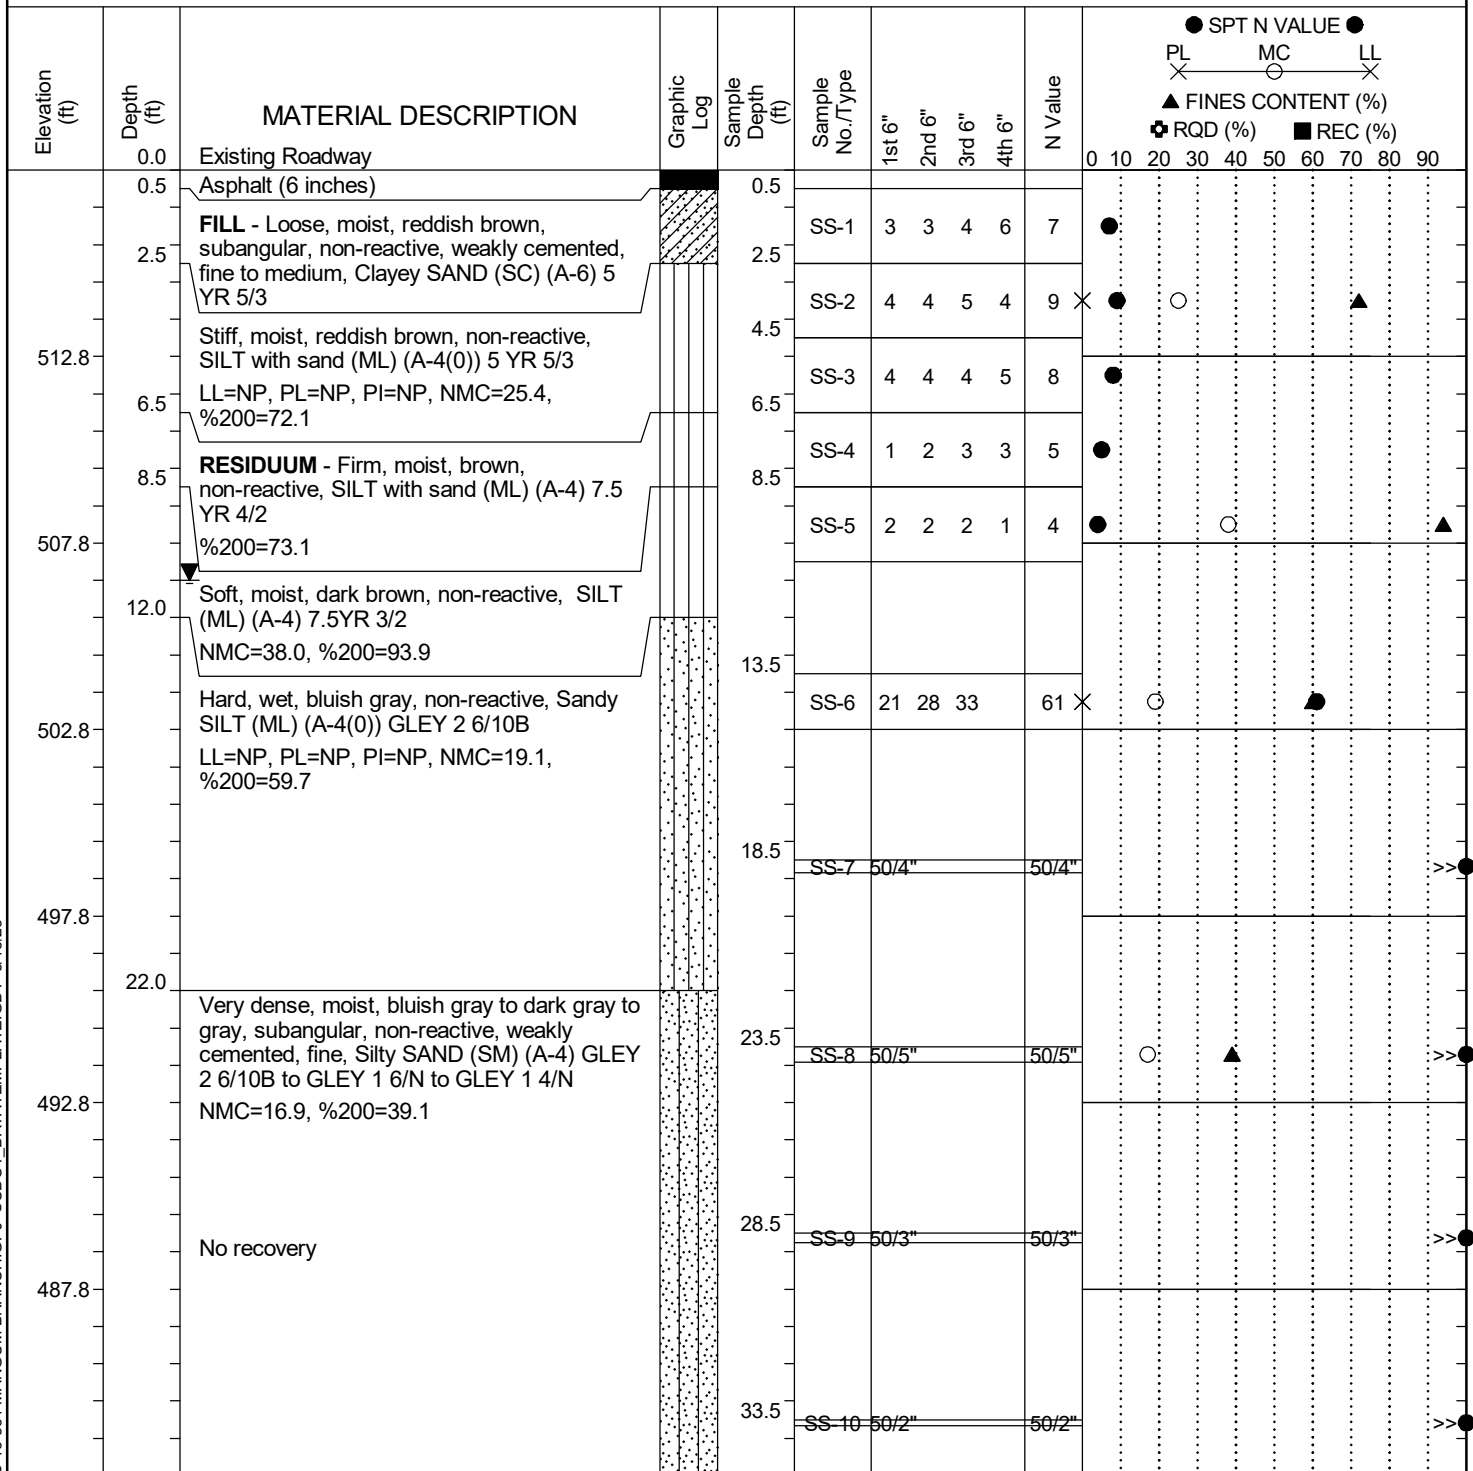 ● SPT N VALUE ●
PL MC LL
▲ FINES CONTENT (%)
RQD (%) ■ REC (%)
0 10 20 30 40 50 60 70 80 90
Elevation (ft)
Depth (ft)
MATERIAL DESCRIPTION
Graphic Log
Sample Depth (ft)
Sample No./Type
1st 6"
2nd 6"
3rd 6"
4th 6"
N Value
0.0 Existing Roadway
0.5 Asphalt (6 inches) 0.5
FILL - Loose, moist, reddish brown,
subangular, non-reactive, weakly cemented,
fine to medium, Clayey SAND (SC) (A-6) 5
YR 5/3
SS-1 3 3 4 6 7
2.5 2.5
SS-2 4 4 5 4 9
4.5
Stiff, moist, reddish brown, non-reactive,
SILT with sand (ML) (A-4(0)) 5 YR 5/3
LL=NP, PL=NP, PI=NP, NMC=25.4,
%200=72.1
512.8
SS-3 4 4 4 5 8
6.5 6.5
RESIDUUM - Firm, moist, brown,
non-reactive, SILT with sand (ML) (A-4) 7.5
YR 4/2
%200=73.1
SS-4 1 2 3 3 5
8.5 8.5
SS-5 2 2 2 1 4
507.8
Soft, moist, dark brown, non-reactive, SILT
(ML) (A-4) 7.5YR 3/2
NMC=38.0, %200=93.9
12.0
13.5
Hard, wet, bluish gray, non-reactive, Sandy
SILT (ML) (A-4(0)) GLEY 2 6/10B
LL=NP, PL=NP, PI=NP, NMC=19.1,
%200=59.7
SS-6 21 28 33 61
502.8
18.5
SS-7 50/4" 50/4" >>
497.8
22.0
Very dense, moist, bluish gray to dark gray to
gray, subangular, non-reactive, weakly
cemented, fine, Silty SAND (SM) (A-4) GLEY
2 6/10B to GLEY 1 6/N to GLEY 1 4/N
NMC=16.9, %200=39.1
23.5
SS-8 50/5" 50/5" >>
492.8
28.5
SS-9 50/3" 50/3" >>
No recovery
487.8
33.5
SS-10 50/2" 50/2" >>